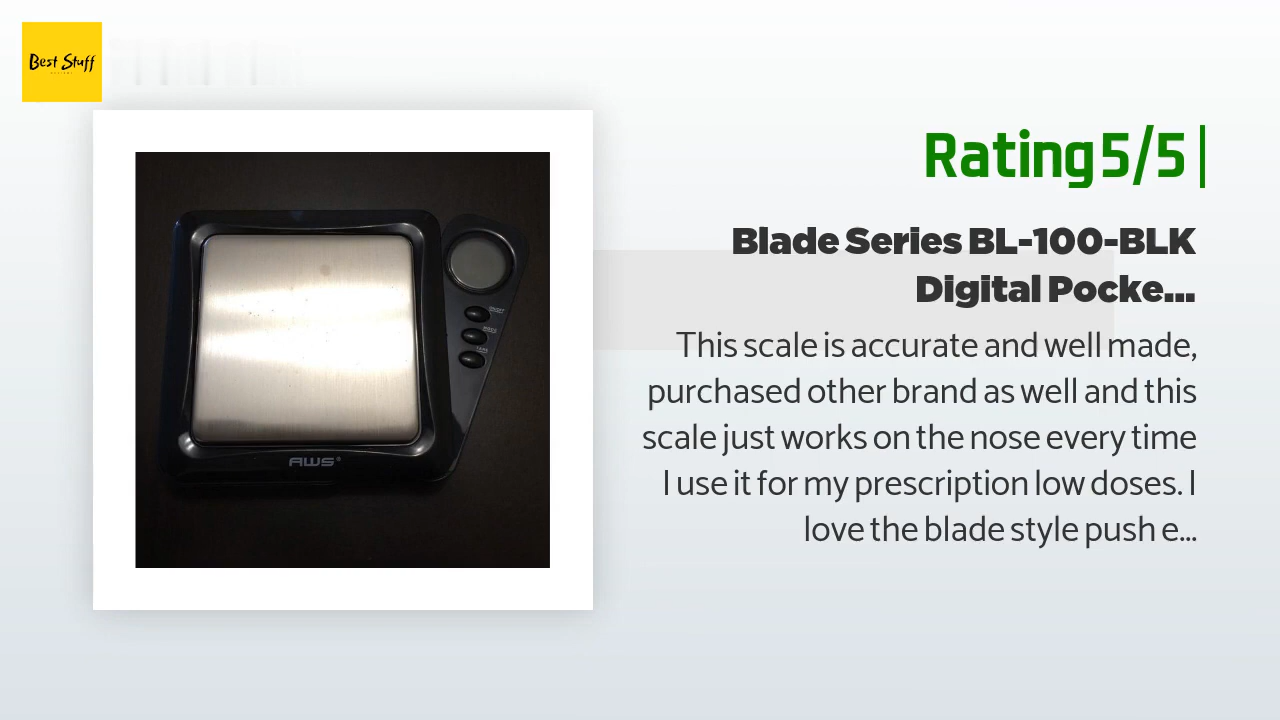 Best Stuff
Rating 5/5
Blade Series BL-100-BLK
Digital Pocke...
This scale is accurate and well made,
purchased other brand as well and this
scale just works on the nose every time
I use it for my prescription low doses. I
love the blade style push e...
AWS®